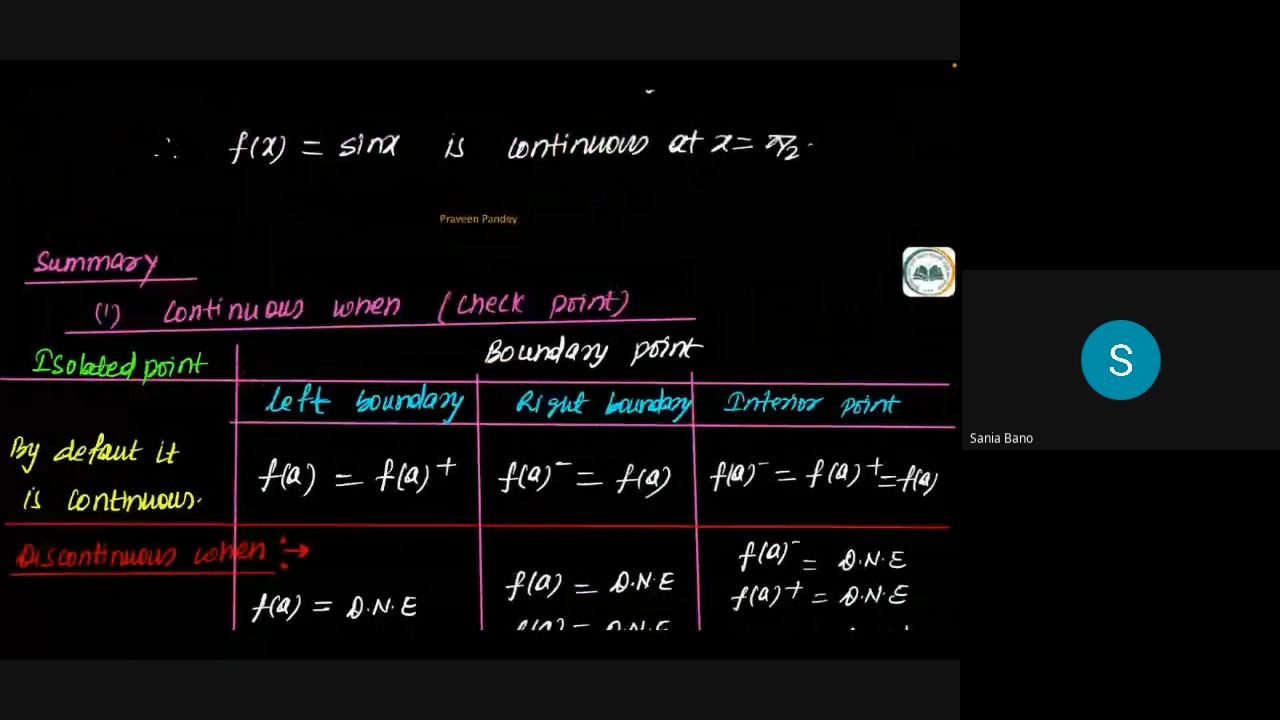 ∴ f(x) = sinx is continuous at x = π/2.
Praveen Pandey
Summary
(1) Continuous when (Check point)
Isolated point
Boundary point
Left boundary
Right boundary
Interior point
By defaut it
is continuous.
f(a) = f(a)⁺
f(a)⁻ = f(a)
f(a)⁻ = f(a)⁺ = f(a)
Discontinuous when :→
f(a) = D.N.E
f(a) = D.N.E
f(a)⁻ = D.N.E
f(a)⁺ = D.N.E
S
Sania Bano